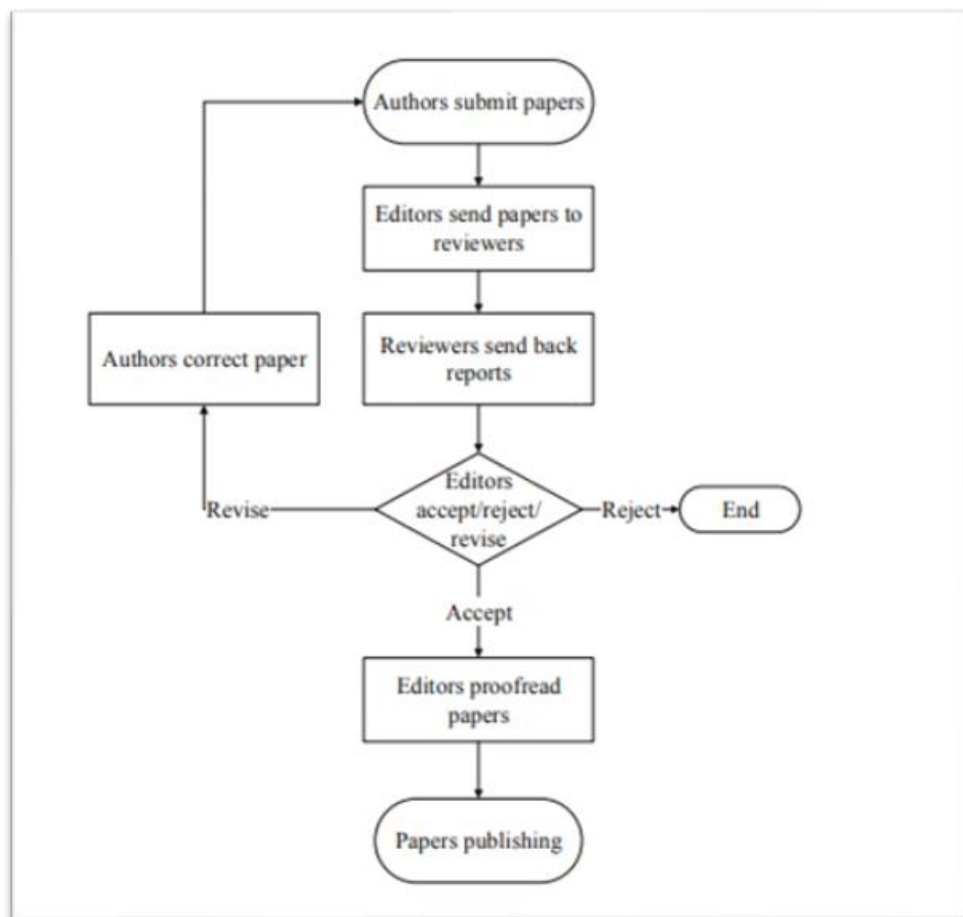 Authors submit papers
Editors send papers to
reviewers
Reviewers send back
reports
Authors correct paper
Editors
accept/reject/
revise
Revise
Reject
End
Accept
Editors proofread
papers
Papers publishing